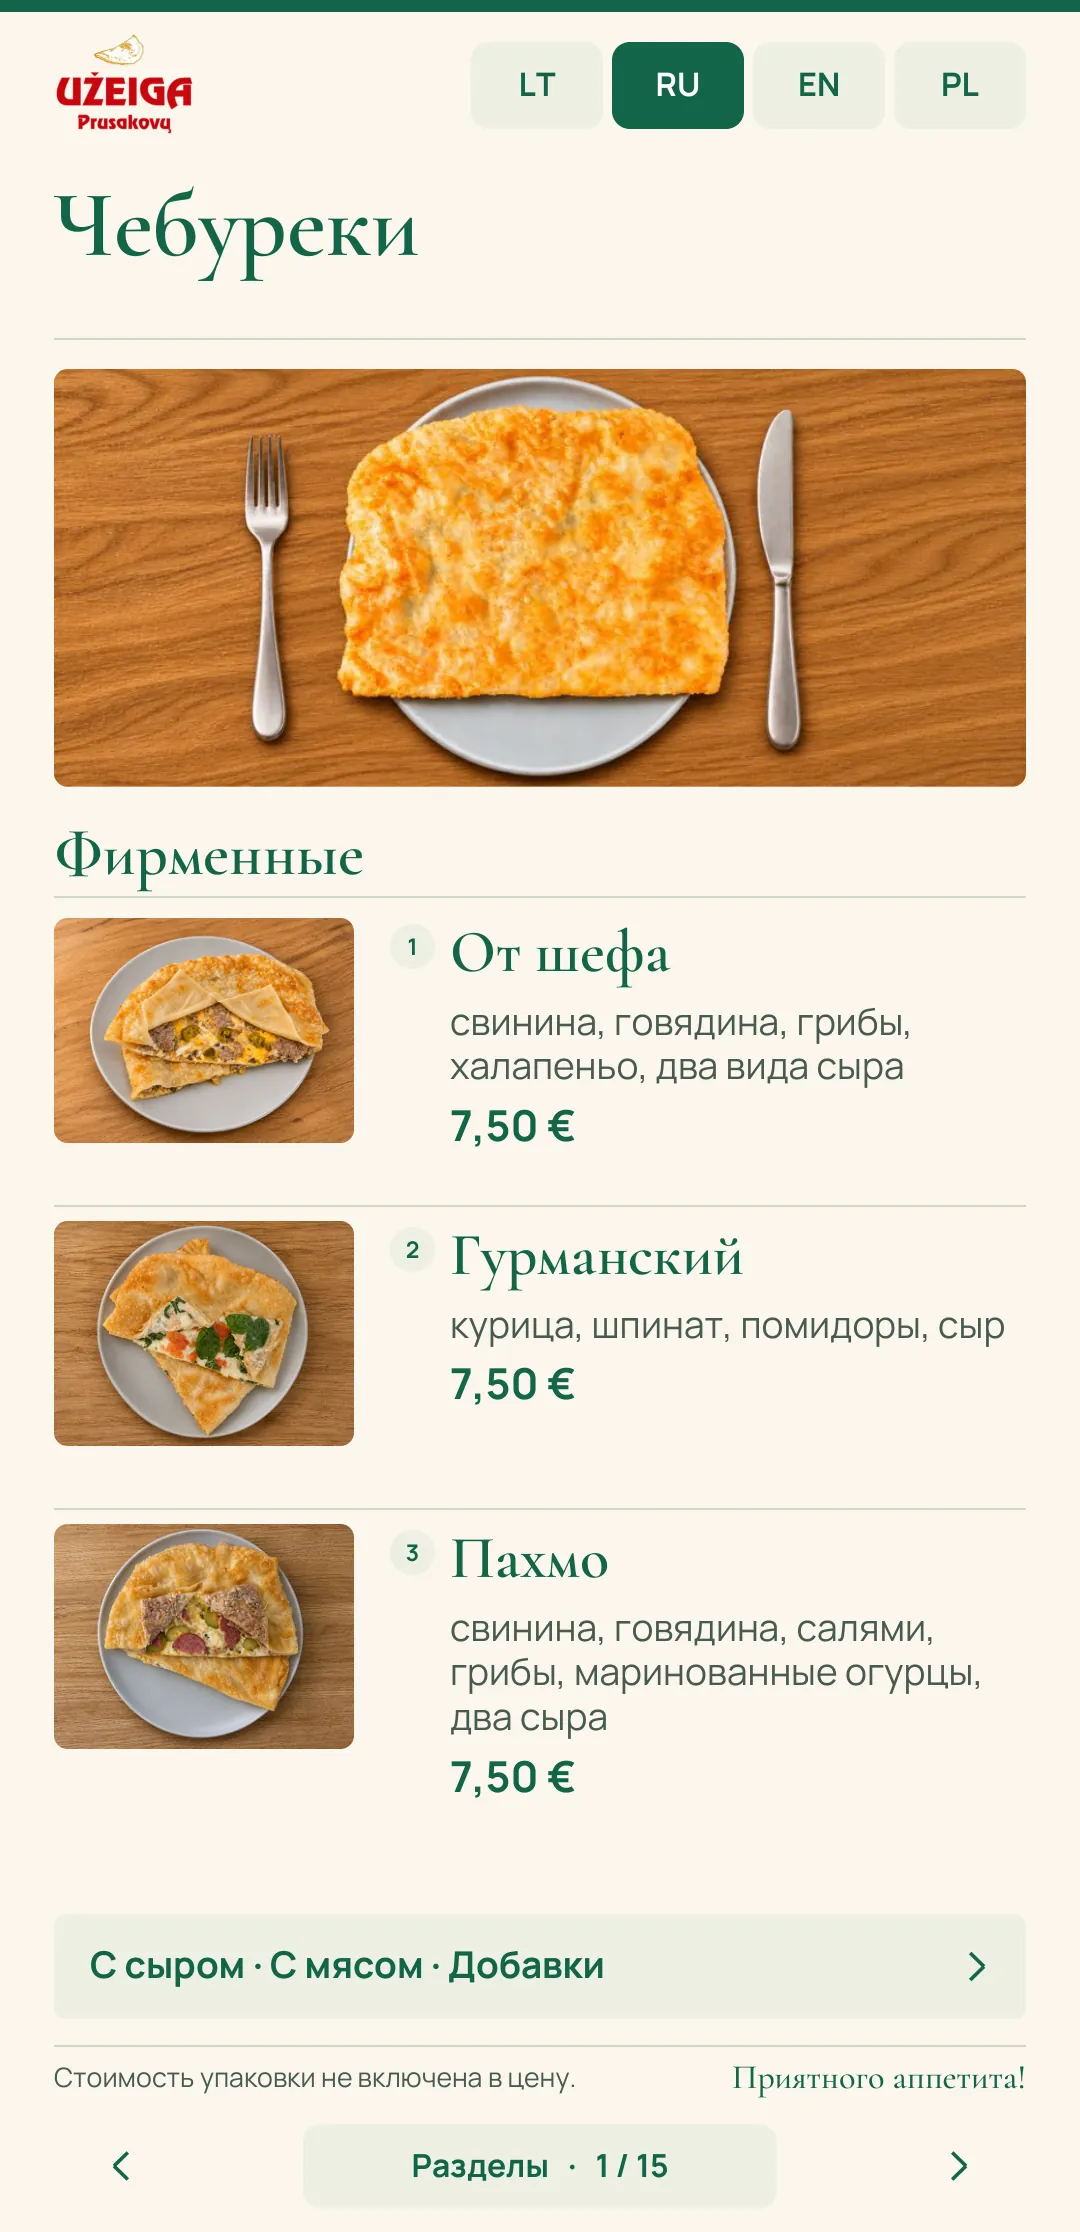 UŽEIGA
Prusakovų
LT
RU
EN
PL
Чебуреки
Фирменные
1
От шефа
свинина, говядина, грибы,
халапеньо, два вида сыра
7,50 €
2
Гурманский
курица, шпинат, помидоры, сыр
7,50 €
3
Пахмо
свинина, говядина, салями,
грибы, маринованные огурцы,
два сыра
7,50 €
С сыром · С мясом · Добавки
Стоимость упаковки не включена в цену.
Приятного аппетита!
Разделы · 1 / 15